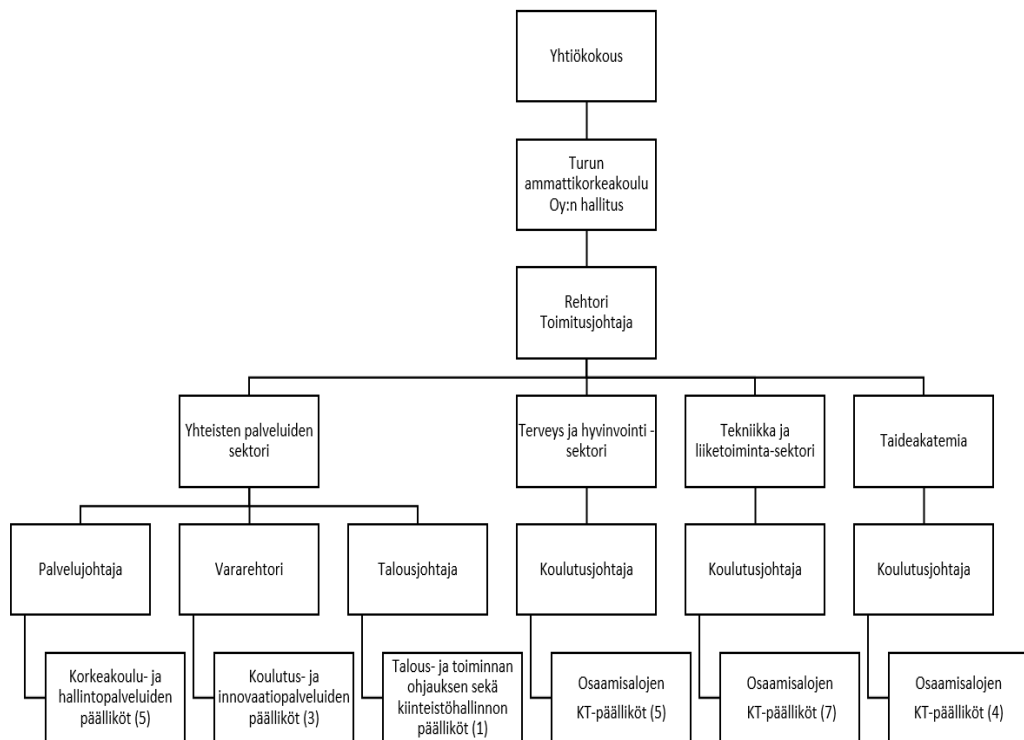 Yhtiökokous
Turun
ammattikorkeakoulu
Oy:n hallitus
Rehtori
Toimitusjohtaja
Yhteisten palveluiden
sektori
Terveys ja hyvinvointi -
sektori
Tekniikka ja
liiketoiminta-sektori
Taideakatemia
Palvelujohtaja
Vararehtori
Talousjohtaja
Koulutusjohtaja
Koulutusjohtaja
Koulutusjohtaja
Korkeakoulu- ja
hallintopalveluiden
päälliköt (5)
Koulutus- ja
innovaatiopalveluiden
päälliköt (3)
Talous- ja toiminnan
ohjauksen sekä
kiinteistöhallinnon
päälliköt (1)
Osaamisalojen
KT-päälliköt (5)
Osaamisalojen
KT-päälliköt (7)
Osaamisalojen
KT-päälliköt (4)